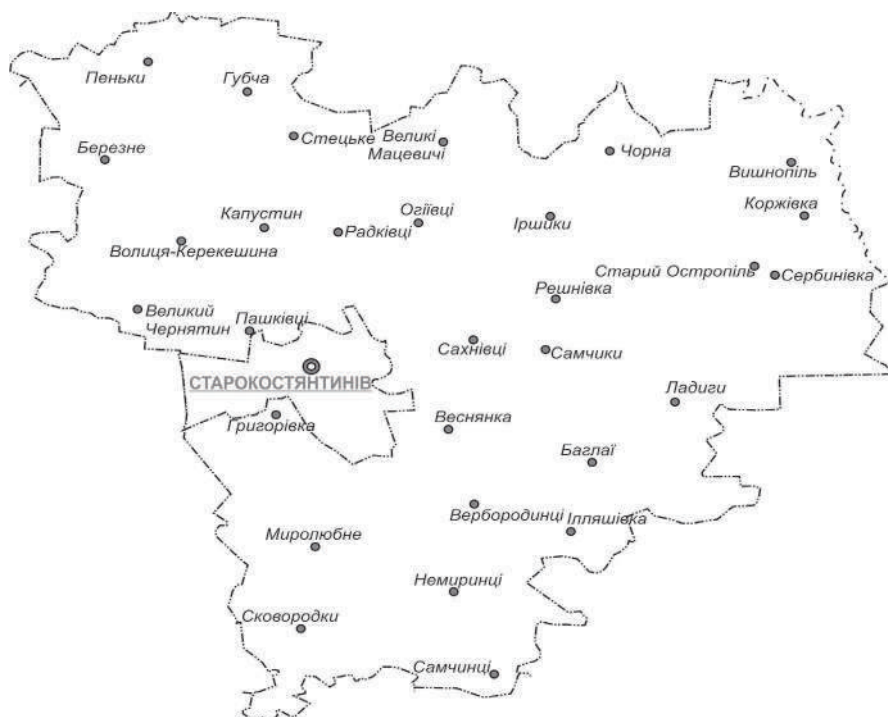 Пеньки
Губча
Стецьке
Великі
Мацевичі
Чорна
Березне
Вишнопіль
Капустин
Огіївці
Коржівка
Радківці
Іршики
Волиця-Керекешина
Старий Остропіль
Сербинівка
Решнівка
Великий
Чернятин
Пашківці
Сахнівці
Самчики
СТАРОКОСТЯНТИНІВ
Ладиги
Григорівка
Веснянка
Баглаї
Вербородинці
Ілляшівка
Миролюбне
Немиринці
Сковородки
Самчинці